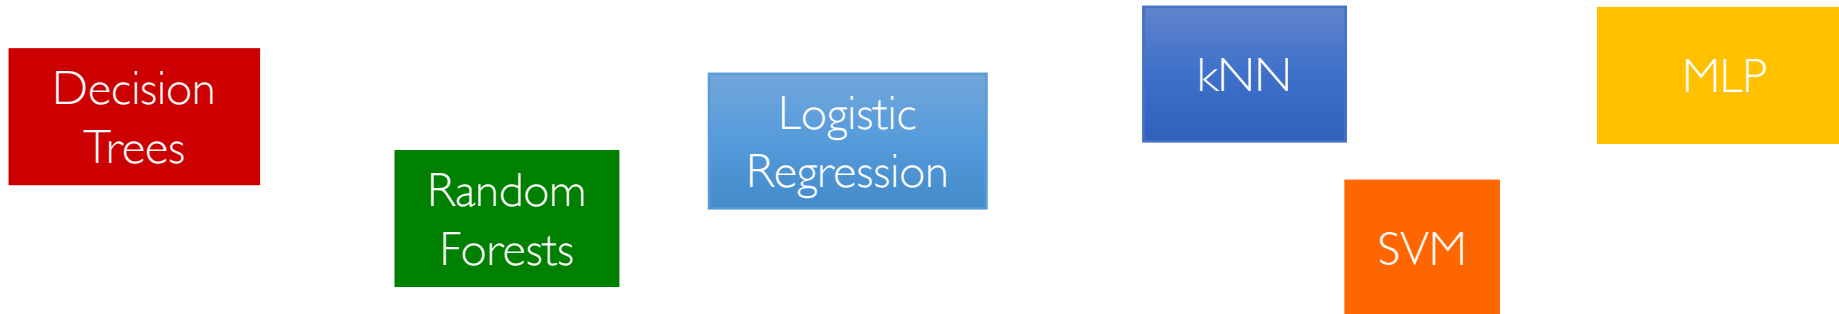 Decision
Trees
Random
Forests
Logistic
Regression
kNN
SVM
MLP